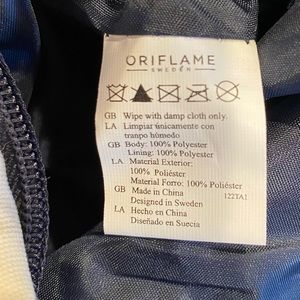 ORIFLAME
SWEDEN
GB Wipe with damp cloth only.
LA Limpiar únicamente con
tranpo húmedo
GB Body: 100% Polyester
Lining: 100% Polyester
LA Material Exterior:
100% Poliéster
Material Forro: 100% Poliéster
GB Made in China
Designed in Sweden 122TA1
LA Hecho en China
Diseñado en Suecia